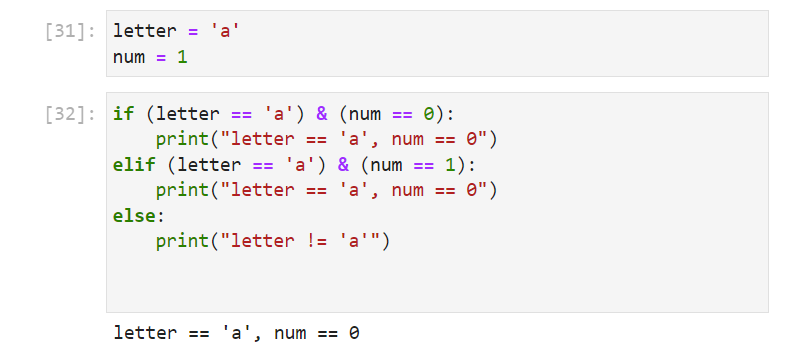 [31]: letter = 'a'
num = 1
[32]: if (letter == 'a') & (num == 0):
    print("letter == 'a', num == 0")
elif (letter == 'a') & (num == 1):
    print("letter == 'a', num == 0")
else:
    print("letter != 'a'")
letter == 'a', num == 0